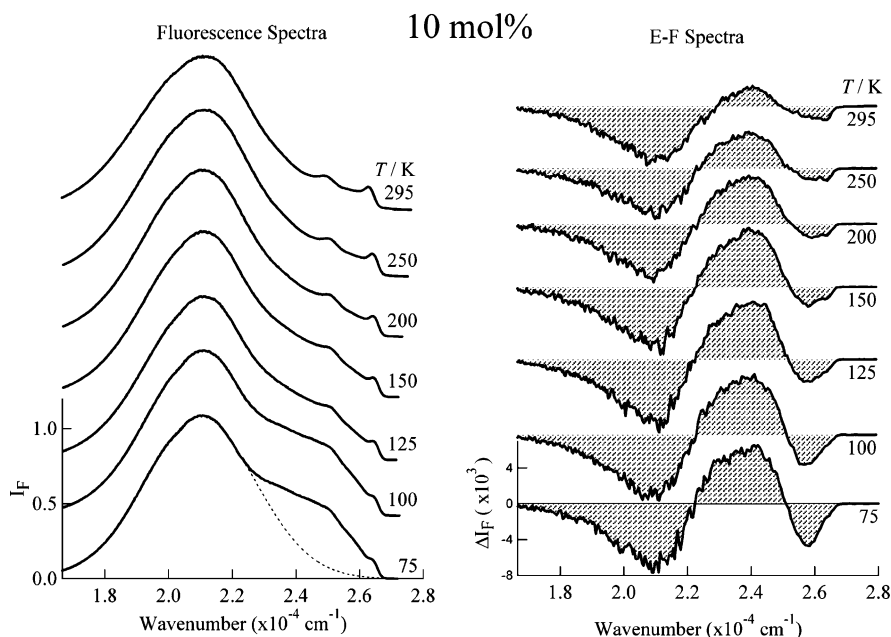 10 mol%
Fluorescence Spectra
T / K
295
250
200
150
125
100
75
1.0
0.5
0.0
I_F
1.8 2.0 2.2 2.4 2.6 2.8
Wavenumber (x10⁻⁴ cm⁻¹)
E-F Spectra
T / K
295
250
200
150
125
100
75
4
0
-4
-8
ΔI_F ( x10³)
1.8 2.0 2.2 2.4 2.6 2.8
Wavenumber (x10⁻⁴ cm⁻¹)